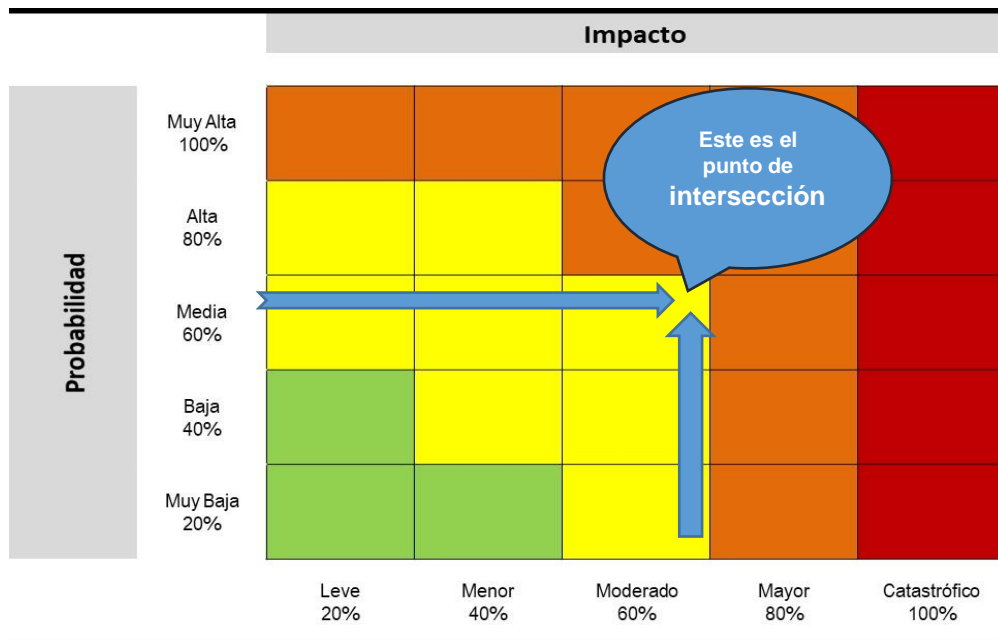 Impacto
Probabilidad
Muy Alta
100%
Este es el
punto de
intersección
Alta
80%
Media
60%
Baja
40%
Muy Baja
20%
Leve
20%
Menor
40%
Moderado
60%
Mayor
80%
Catastrófico
100%